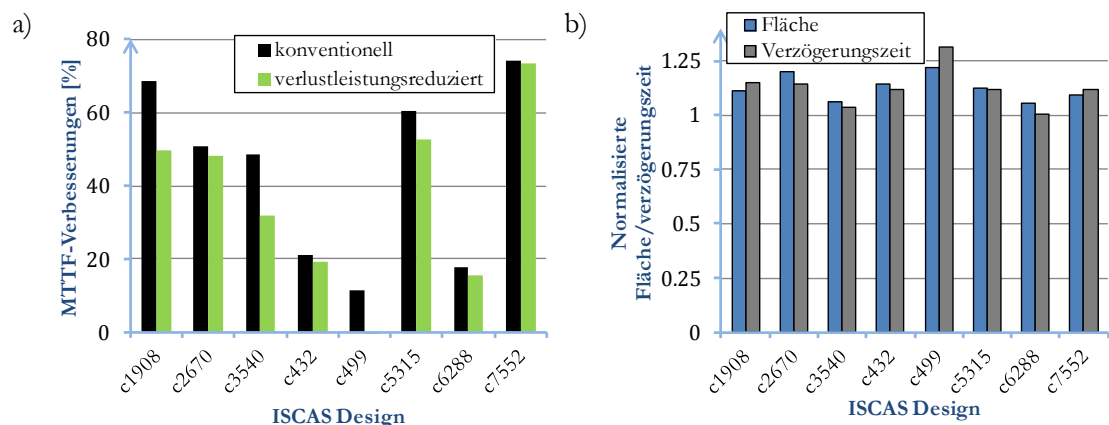 a)
MTTF-Verbesserungen [%]
80
60
40
20
0
konventionell
verlustleistungsreduziert
c1908
c2670
c3540
c432
c499
c5315
c6288
c7552
ISCAS Design
b)
Normalisierte
Fläche/verzögerungszeit
1.25
1
0.75
0.5
0.25
0
Fläche
Verzögerungszeit
c1908
c2670
c3540
c432
c499
c5315
c6288
c7552
ISCAS Design